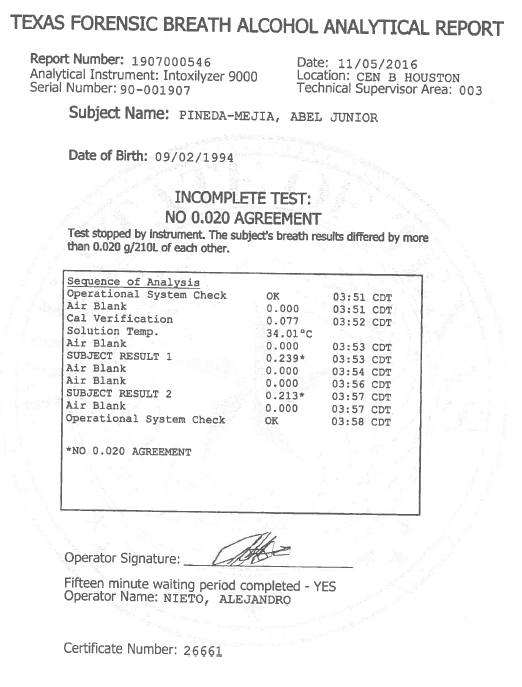 TEXAS FORENSIC BREATH ALCOHOL ANALYTICAL REPORT
Report Number: 1907000546 Date: 11/05/2016
Analytical Instrument: Intoxilyzer 9000 Location: CEN B HOUSTON
Serial Number: 90-001907 Technical Supervisor Area: 003
Subject Name: PINEDA-MEJIA, ABEL JUNIOR
Date of Birth: 09/02/1994
INCOMPLETE TEST:
NO 0.020 AGREEMENT
Test stopped by instrument. The subject's breath results differed by more
than 0.020 g/210L of each other.
Sequence of Analysis
Operational System Check OK 03:51 CDT
Air Blank 0.000 03:51 CDT
Cal Verification 0.077 03:52 CDT
Solution Temp. 34.01°C
Air Blank 0.000 03:53 CDT
SUBJECT RESULT 1 0.239* 03:53 CDT
Air Blank 0.000 03:54 CDT
Air Blank 0.000 03:56 CDT
SUBJECT RESULT 2 0.213* 03:57 CDT
Air Blank 0.000 03:57 CDT
Operational System Check OK 03:58 CDT
*NO 0.020 AGREEMENT
Operator Signature:
Fifteen minute waiting period completed - YES
Operator Name: NIETO, ALEJANDRO
Certificate Number: 26661